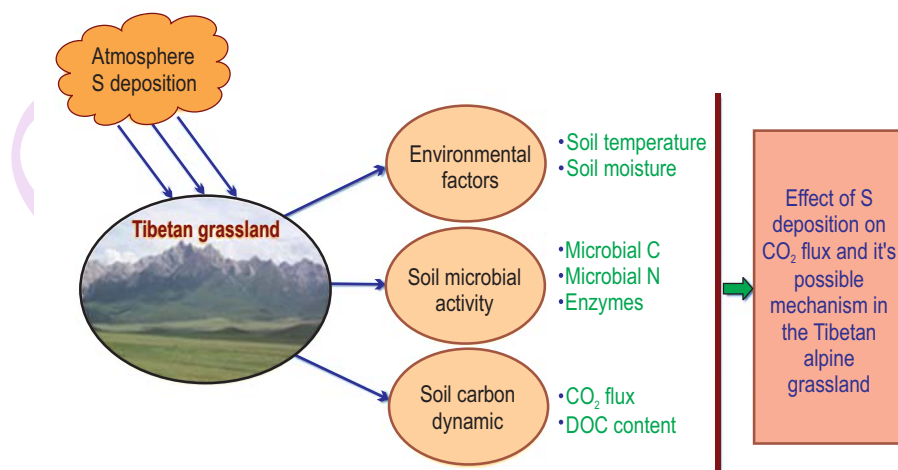 Atmosphere
S deposition
Tibetan grassland
Environmental
factors
•Soil temperature
•Soil moisture
Soil microbial
activity
•Microbial C
•Microbial N
•Enzymes
Soil carbon
dynamic
•CO₂ flux
•DOC content
Effect of S
deposition on
CO₂ flux and it's
possible
mechanism in
the Tibetan
alpine
grassland